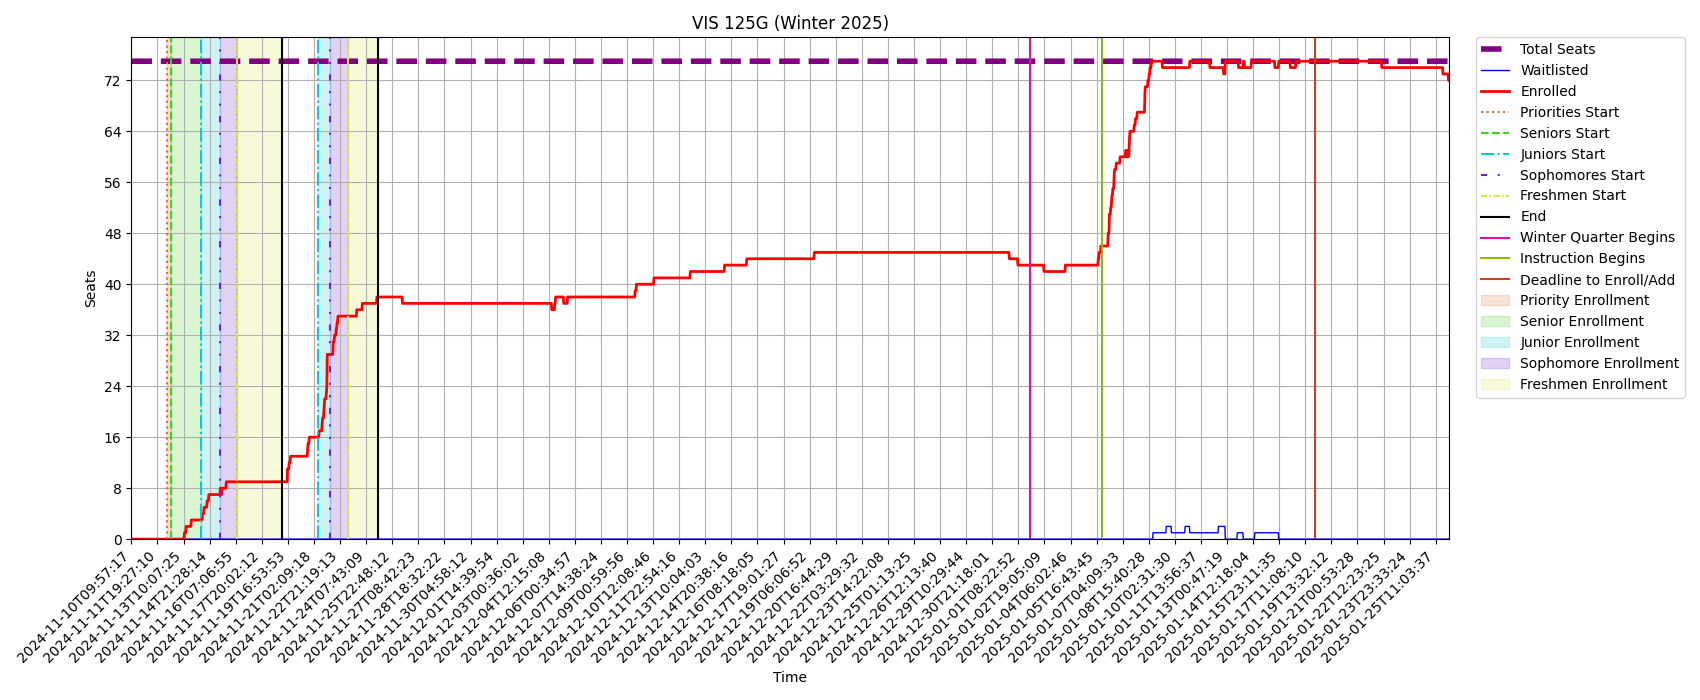 VIS 125G (Winter 2025)
Seats
72
64
56
48
40
32
24
16
8
0
2024-11-10T09:57:17
2024-11-11T19:27:10
2024-11-13T10:07:25
2024-11-14T21:28:14
2024-11-16T07:06:55
2024-11-17T20:02:12
2024-11-19T16:53:53
2024-11-21T02:09:18
2024-11-22T21:19:13
2024-11-24T07:43:09
2024-11-25T22:48:12
2024-11-27T08:42:23
2024-11-28T18:32:22
2024-11-30T04:58:12
2024-12-01T14:39:54
2024-12-03T00:36:02
2024-12-04T12:15:08
2024-12-06T00:34:57
2024-12-07T14:38:24
2024-12-09T00:59:56
2024-12-10T12:08:46
2024-12-11T22:54:16
2024-12-13T10:04:03
2024-12-14T20:38:16
2024-12-16T08:18:05
2024-12-17T19:01:27
2024-12-19T06:06:52
2024-12-20T16:44:29
2024-12-22T03:29:32
2024-12-23T14:22:08
2024-12-25T01:13:25
2024-12-26T12:13:40
2024-12-29T10:29:44
2024-12-30T21:18:01
2025-01-01T08:22:52
2025-01-02T19:05:09
2025-01-04T06:02:46
2025-01-05T16:43:45
2025-01-07T04:09:33
2025-01-08T15:40:28
2025-01-10T02:31:30
2025-01-11T13:56:37
2025-01-13T00:47:19
2025-01-14T12:18:04
2025-01-15T23:11:35
2025-01-17T11:08:10
2025-01-19T13:32:12
2025-01-21T00:53:28
2025-01-22T12:23:25
2025-01-23T23:33:24
2025-01-25T11:03:37
Time
Total Seats
Waitlisted
Enrolled
Priorities Start
Seniors Start
Juniors Start
Sophomores Start
Freshmen Start
End
Winter Quarter Begins
Instruction Begins
Deadline to Enroll/Add
Priority Enrollment
Senior Enrollment
Junior Enrollment
Sophomore Enrollment
Freshmen Enrollment